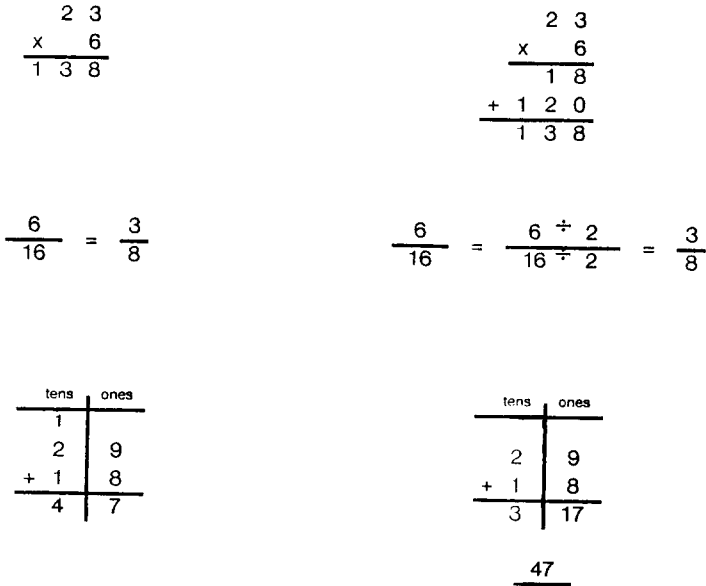 2 3
x 6
1 3 8
2 3
x 6
1 8
+ 1 2 0
1 3 8
6
16
=
3
8
6
16
=
6 ÷ 2
16 ÷ 2
=
3
8
tens ones
1
2 9
+ 1 8
4 7
tens ones
2 9
+ 1 8
3 17
47